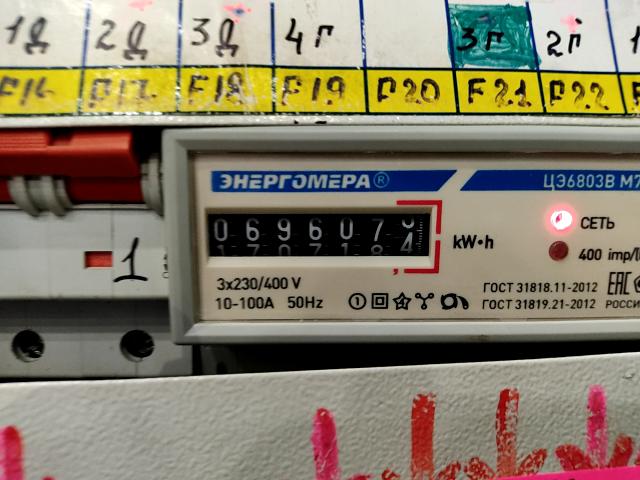 1д 2д 3д 4г 3г 2г
F16 F17 F18 F19 F20 F21 F22
ЭНЕРГОМЕРА® ЦЭ6803В М7
069607
kW•h
СЕТЬ
400 imp/
3x230/400 V
10-100A 50Hz
ГОСТ 31818.11-2012
ГОСТ 31819.21-2012
ЕАС
1